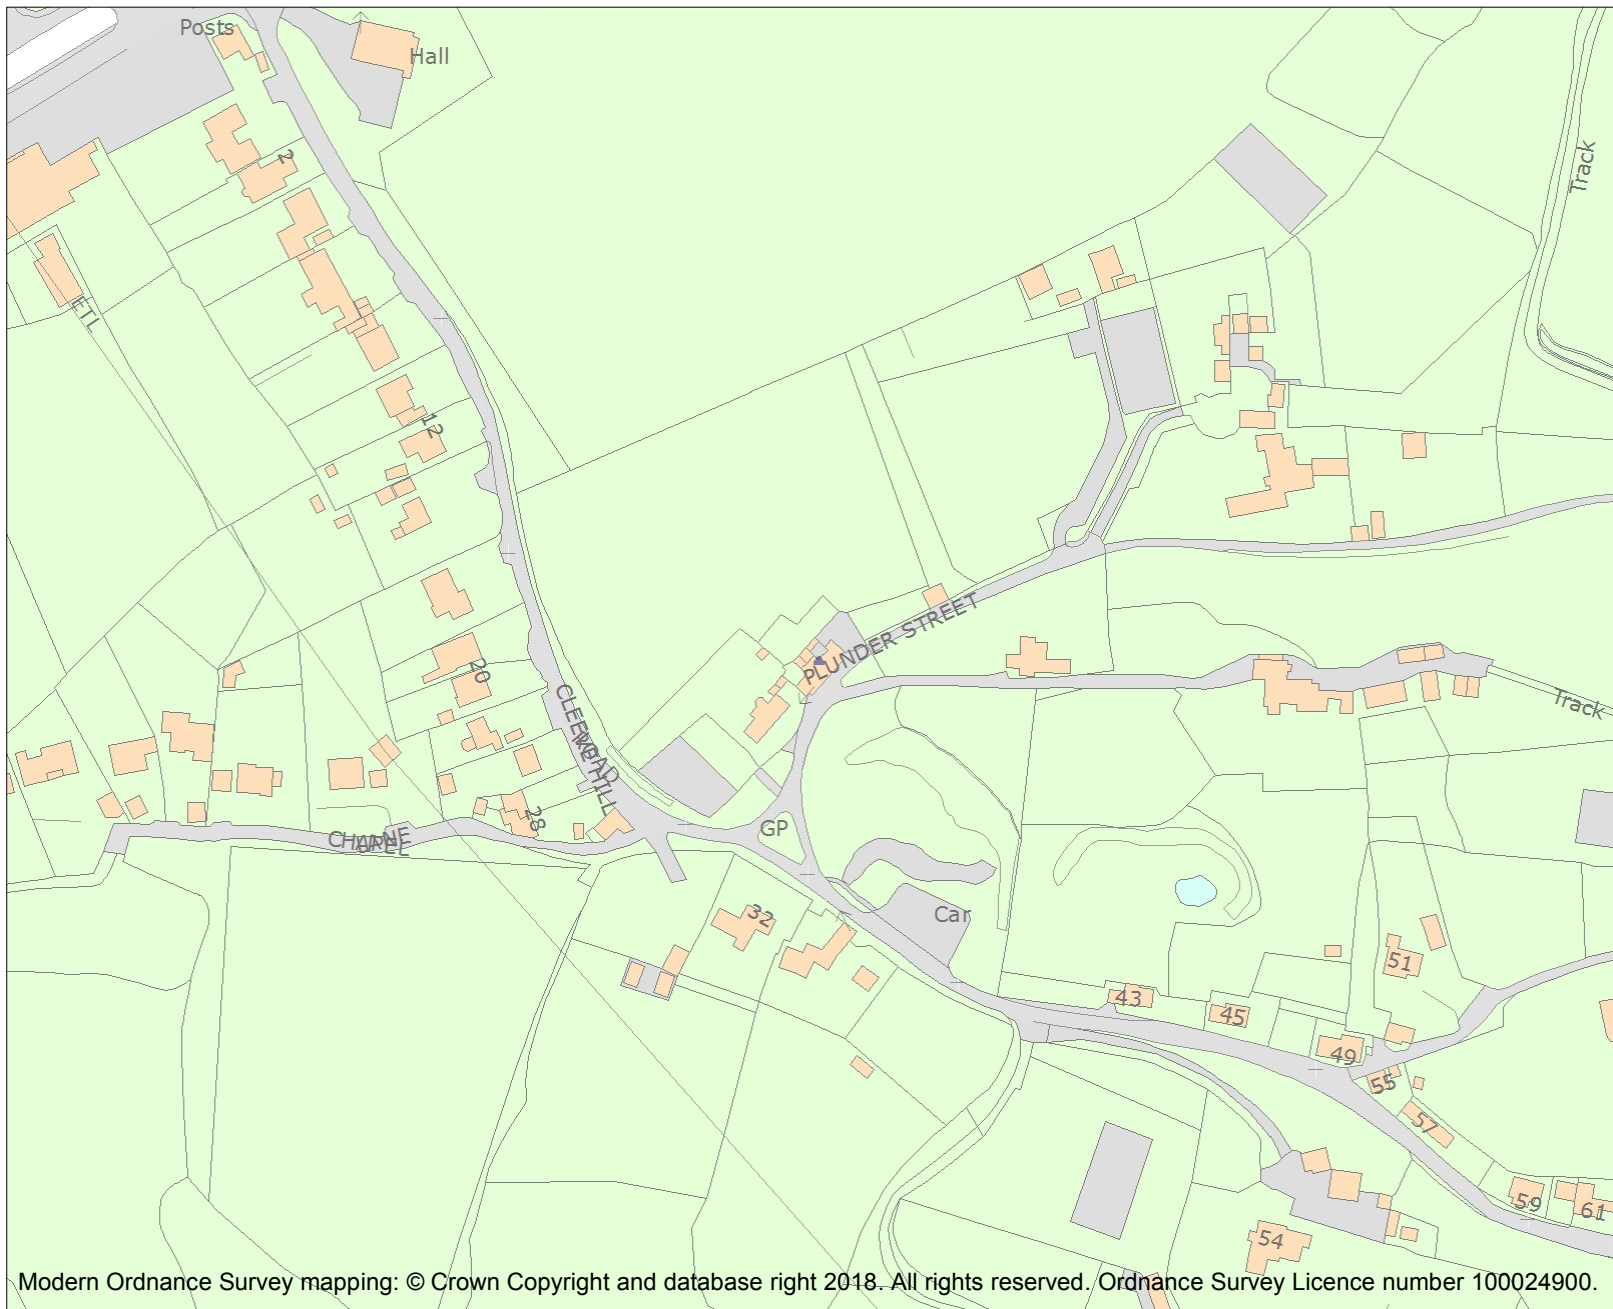 Posts
Hall
Track
2
ETL
12
PLUNDER STREET
20
Track
28
GP
32
Car
51
43
45
49
55
57
59
61
54
Modern Ordnance Survey mapping: © Crown Copyright and database right 2018. All rights reserved. Ordnance Survey Licence number 100024900.